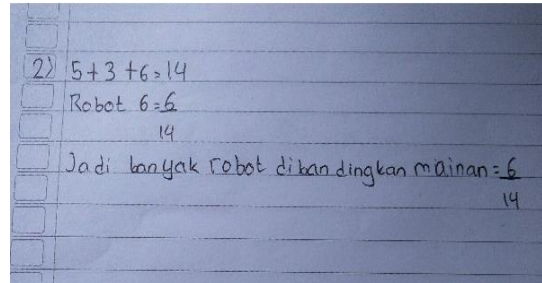 2) 5+3+6=14
Robot 6=6
14
Jadi banyak robot dibandingkan mainan=6
14